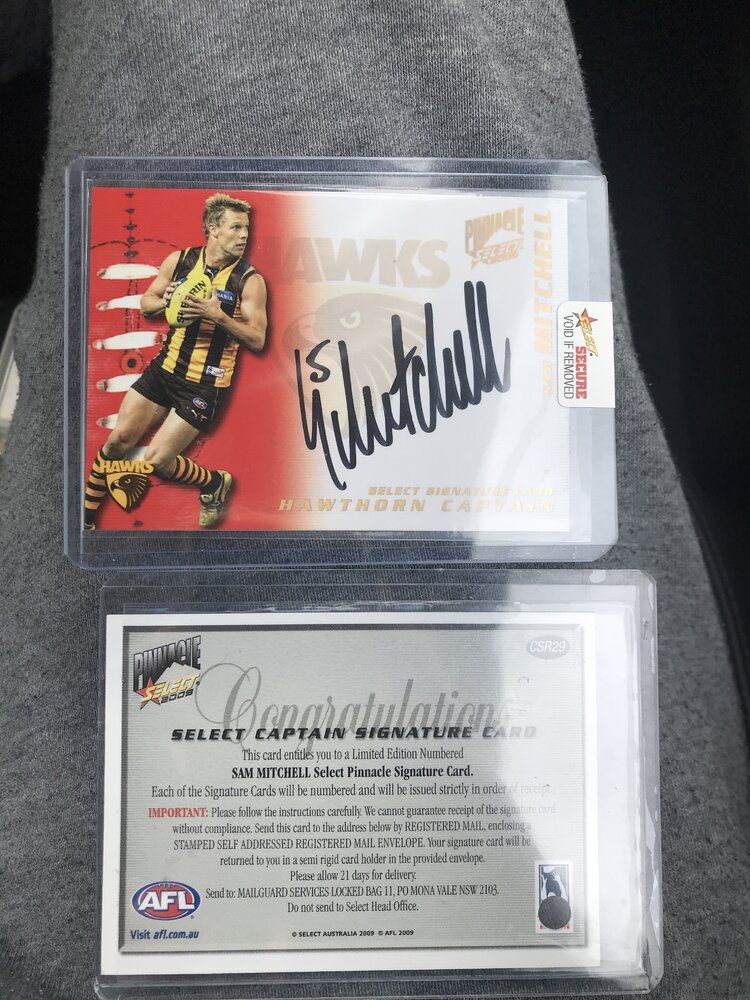 HAWKS
PINNACLE
SELECT
MITCHELL
SELECT
SECURE
VOID IF REMOVED
SHERRIN
15
SMitchell
HAWKS
SELECT SIGNATURE CARD
HAWTHORN CAPTAIN
PINNACLE
SELECT
2009
CSR29
Congratulations
SELECT CAPTAIN SIGNATURE CARD
This card entitles you to a Limited Edition Numbered
SAM MITCHELL Select Pinnacle Signature Card.
Each of the Signature Cards will be numbered and will be issued strictly in order of receipt.
IMPORTANT: Please follow the instructions carefully. We cannot guarantee receipt of the signature card
without compliance. Send this card to the address below by REGISTERED MAIL, enclosing a
STAMPED SELF ADDRESSED REGISTERED MAIL ENVELOPE. Your signature card will be
returned to you in a semi rigid card holder in the provided envelope.
Please allow 21 days for delivery.
Send to: MAILGUARD SERVICES LOCKED BAG 11, PO MONA VALE NSW 2103.
Do not send to Select Head Office.
AFL
Visit afl.com.au
© SELECT AUSTRALIA 2009 © AFL 2009